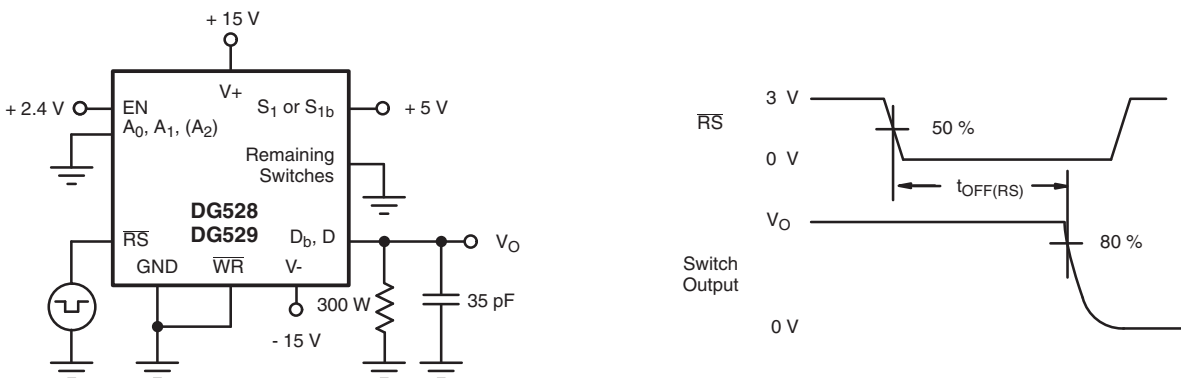 + 15 V
+ 2.4 V
EN
V+
S1 or S1b
+ 5 V
A0, A1, (A2)
Remaining
Switches
DG528
DG529
RS
Db, D
VO
GND
WR
V-
300 W
35 pF
- 15 V
3 V
RS
50 %
0 V
tOFF(RS)
VO
80 %
Switch
Output
0 V